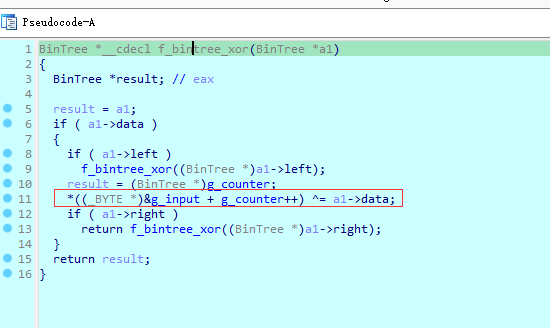 Pseudocode-A
1 BinTree *__cdecl f_bintree_xor(BinTree *a1)
2 {
3 BinTree *result; // eax
4
5 result = a1;
6 if ( a1->data )
7 {
8 if ( a1->left )
9 f_bintree_xor((BinTree *)a1->left);
10 result = (BinTree *)g_counter;
11 *((_BYTE *)&g_input + g_counter++) ^= a1->data;
12 if ( a1->right )
13 return f_bintree_xor((BinTree *)a1->right);
14 }
15 return result;
16 }